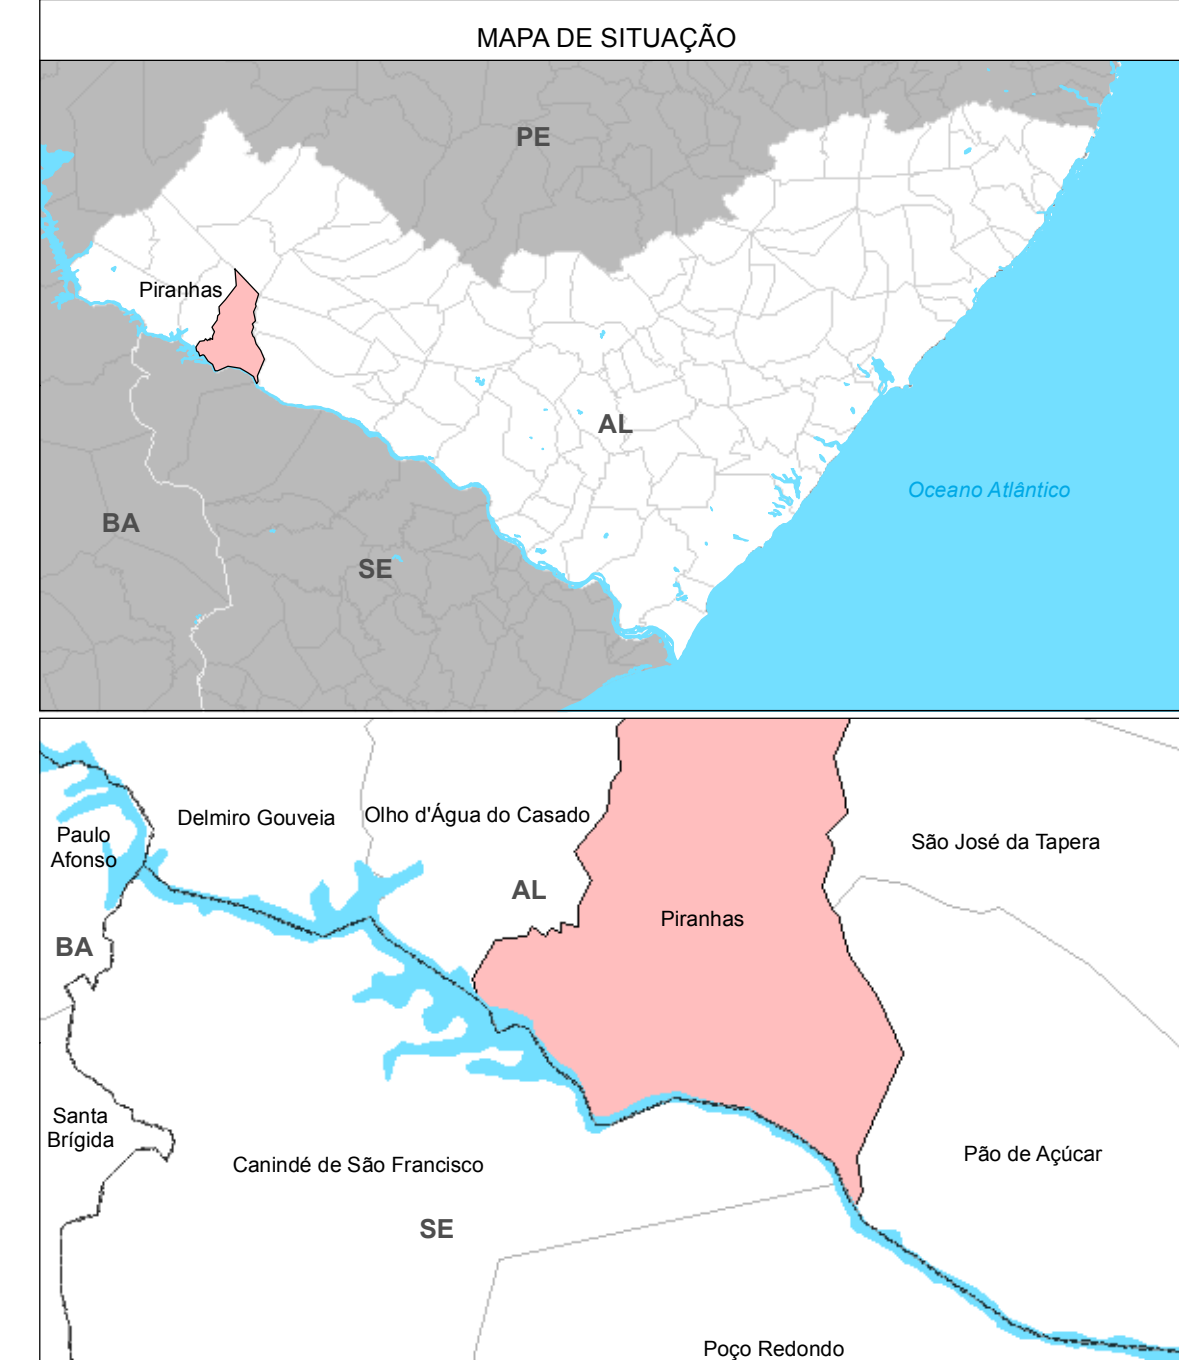 MAPA DE SITUAÇÃO
PE
Piranhas
AL
Oceano Atlântico
BA
SE
Delmiro Gouveia
Olho d'Água do Casado
Paulo
Afonso
São José da Tapera
AL
Piranhas
BA
Santa
Brígida
Pão de Açúcar
Canindé de São Francisco
SE
Poço Redondo